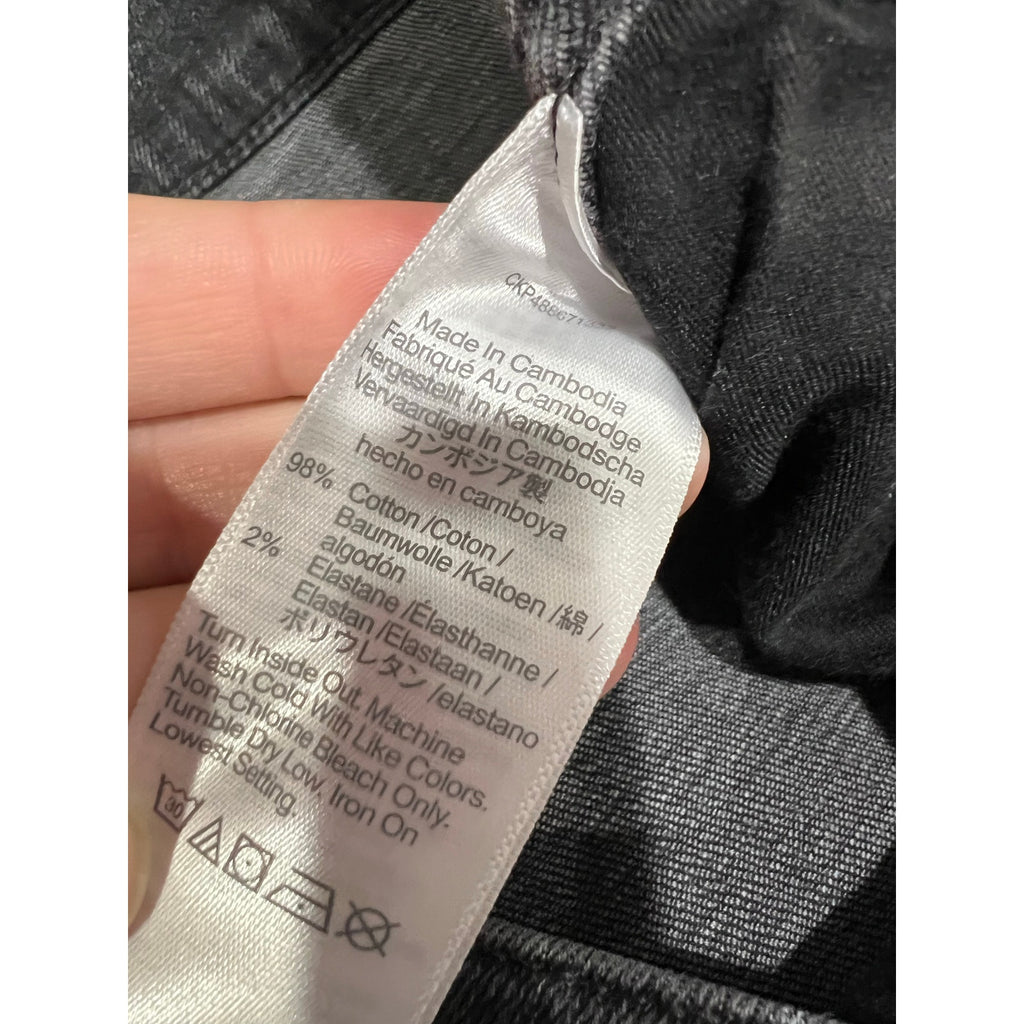 Made In Cambodia
Fabriqué Au Cambodge
Hergestellt In Kambodscha
Vervaardigd In Cambodja
カンボジア製
hecho en camboya
98% Cotton /Coton /
Baumwolle /Katoen /綿 /
algodón
2% Elastane /Élasthanne /
Elastan /Elastaan /
ポリウレタン /elastano
Turn Inside Out, Machine
Wash Cold With Like Colors.
Non-Chlorine Bleach Only.
Tumble Dry Low, Iron On
Lowest Setting.
30